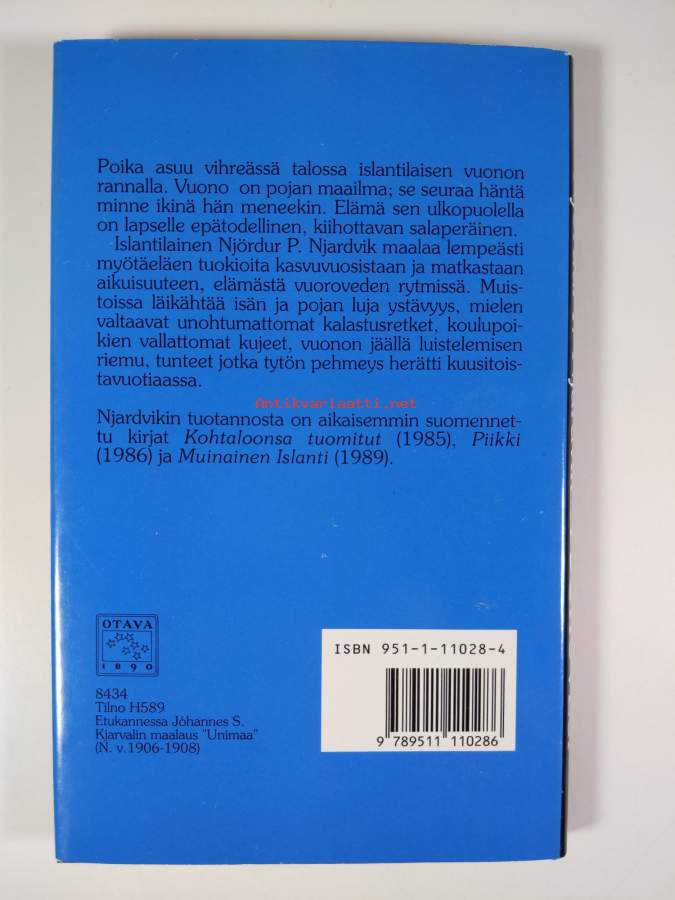 Poika asuu vihreässä talossa islantilaisen vuonon
rannalla. Vuono on pojan maailma; se seuraa häntä
minne ikinä hän meneekin. Elämä sen ulkopuolella
on lapselle epätodellinen, kiihottavan salaperäinen.
Islantilainen Njördur P. Njardvik maalaa lempeästi
myötäeläen tuokioita kasvuvuosistaan ja matkastaan
aikuisuuteen, elämästä vuoroveden rytmissä. Muis-
toissa läikähtää isän ja pojan luja ystävyys, mielen
valtaavat unohtumattomat kalastusretket, koulupoi-
kien vallattomat kujeet, vuonon jäällä luistelemisen
riemu, tunteet jotka tytön pehmeys herätti kuusitois-
tavuotiaassa.
Antikvariaatti.net
Njardvikin tuotannosta on aikaisemmin suomennet-
tu kirjat Kohtaloonsa tuomitut (1985), Piikki
(1986) ja Muinainen Islanti (1989).
OTAVA
1890
8434
Tilno H589
Etukannessa Jóhannes S.
Kjarvalin maalaus "Unimaa"
(N. v.1906-1908)
ISBN 951-1-11028-4
9 789511 110286